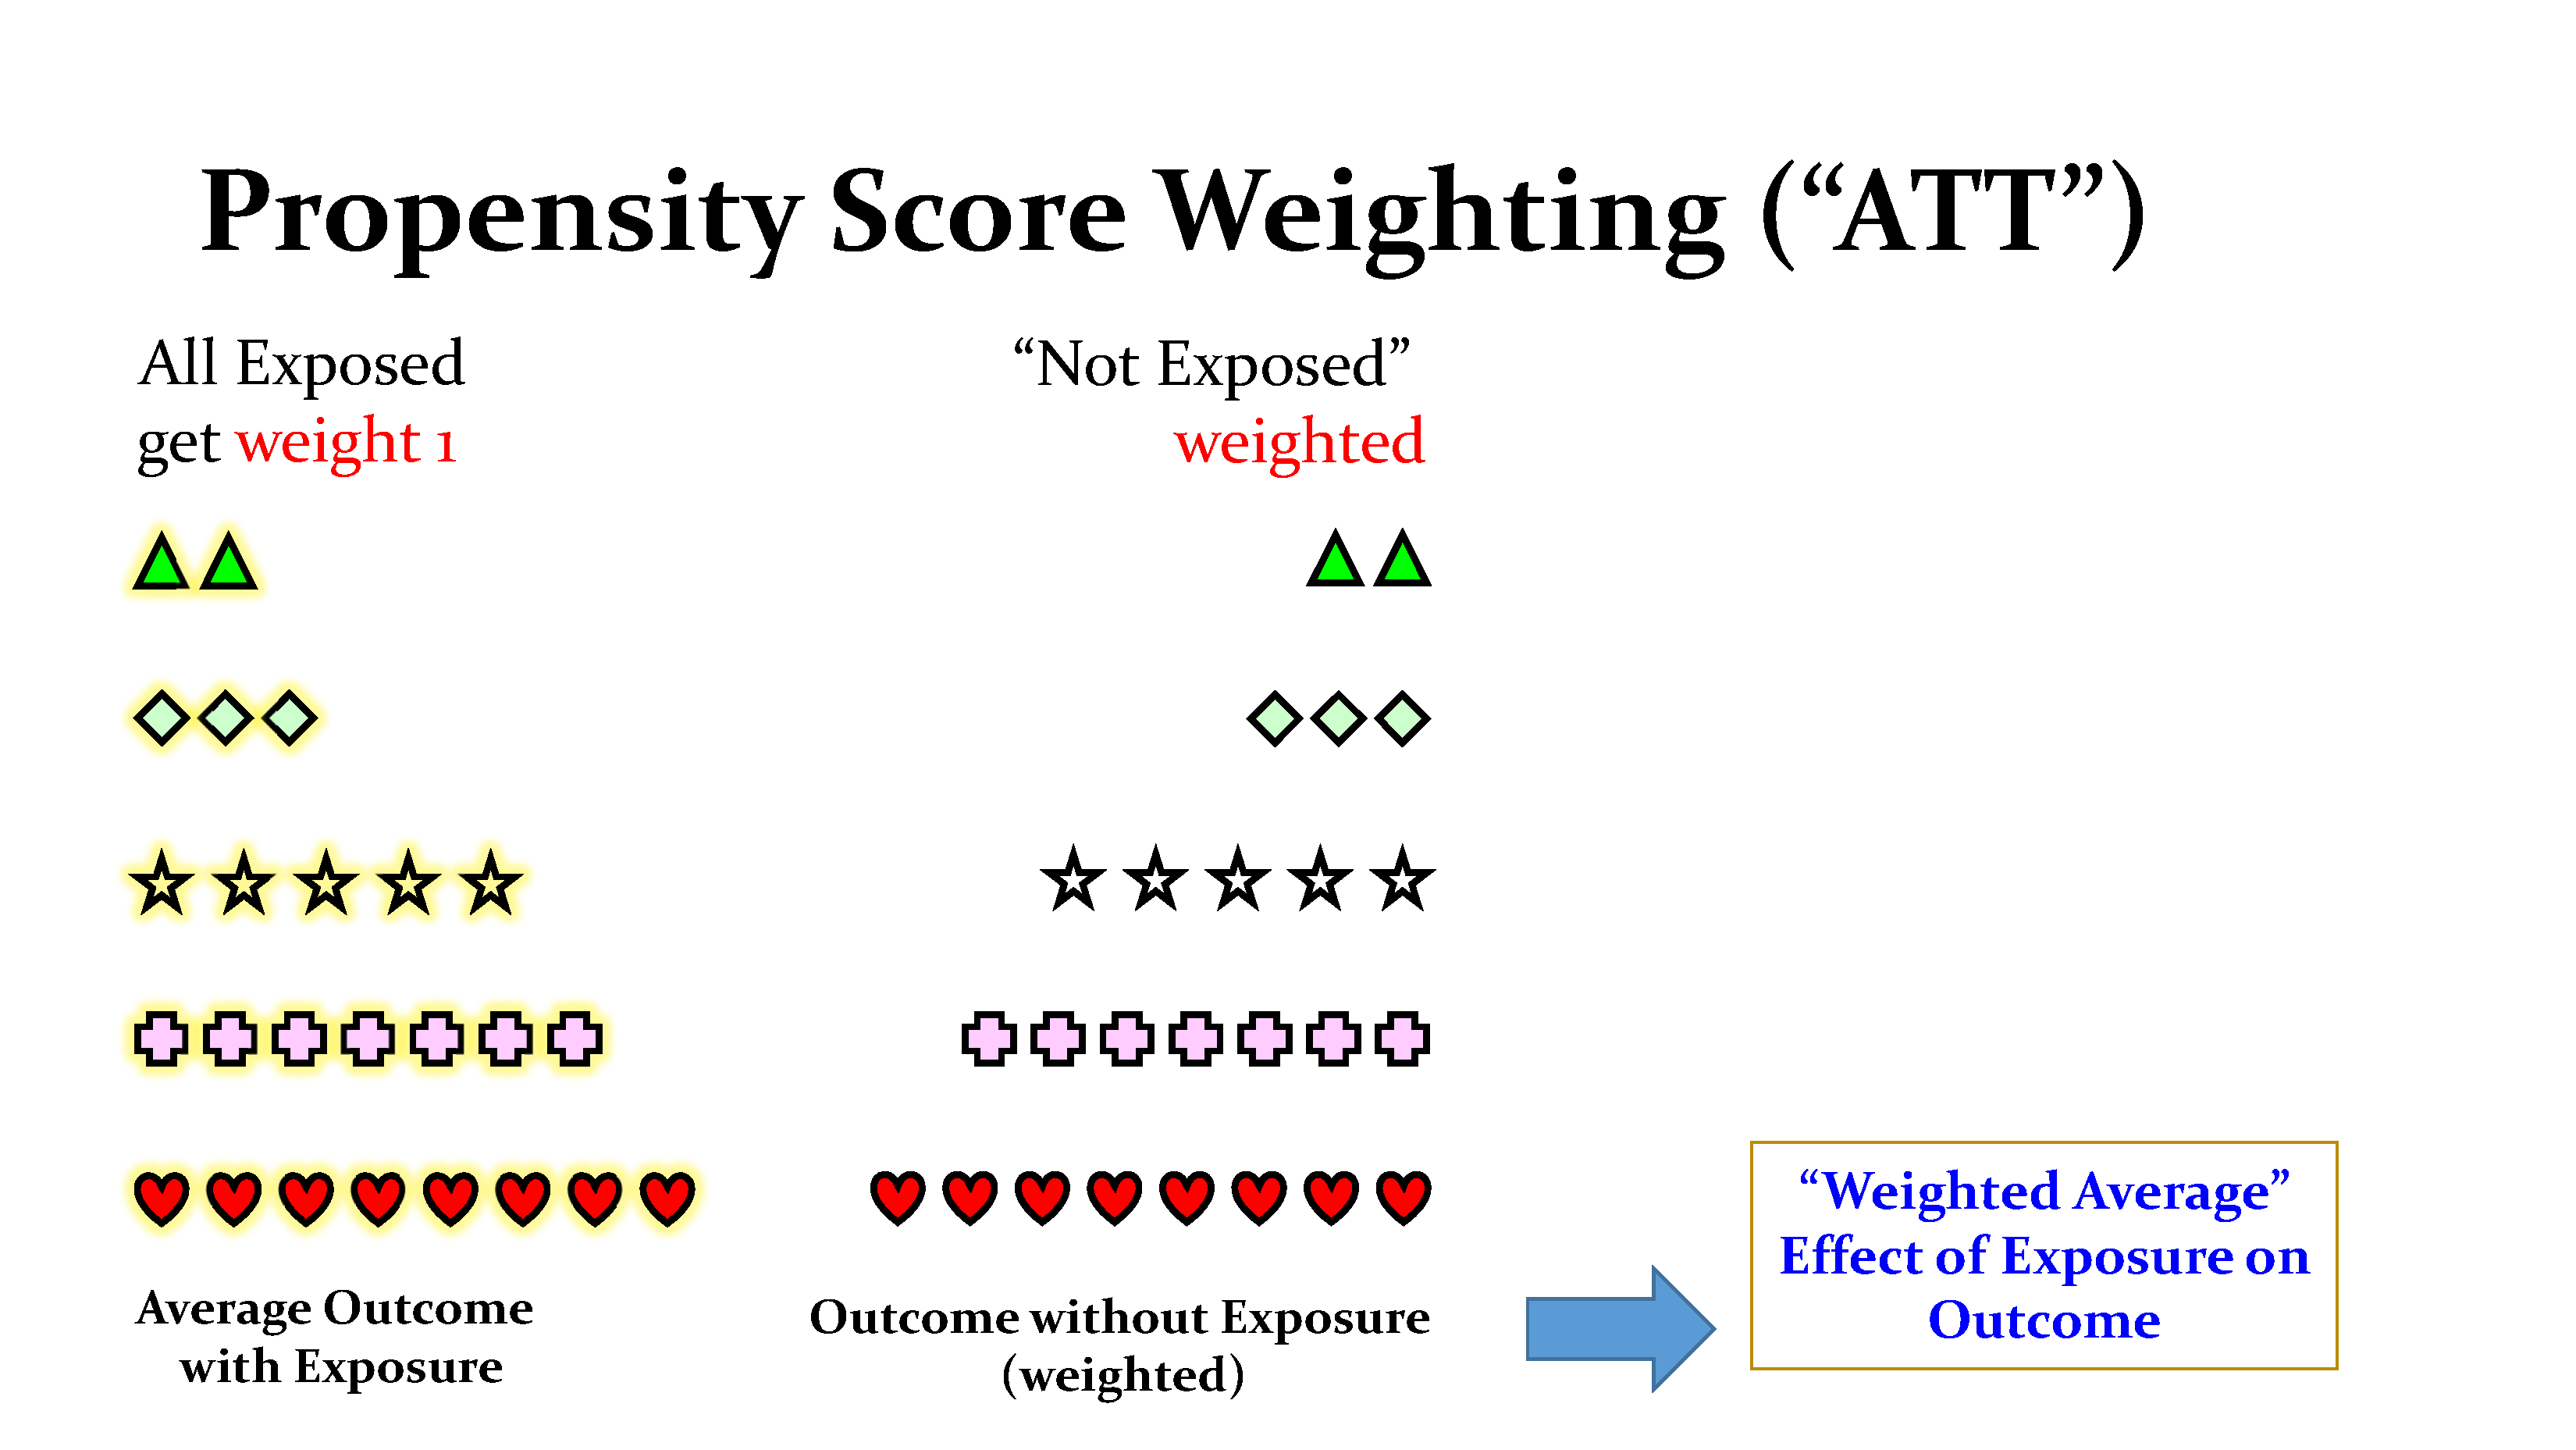 Propensity Score Weighting (“ATT”)
All Exposed
get weight 1
“Not Exposed”
weighted
Average Outcome
with Exposure
Outcome without Exposure
(weighted)
“Weighted Average”
Effect of Exposure on
Outcome